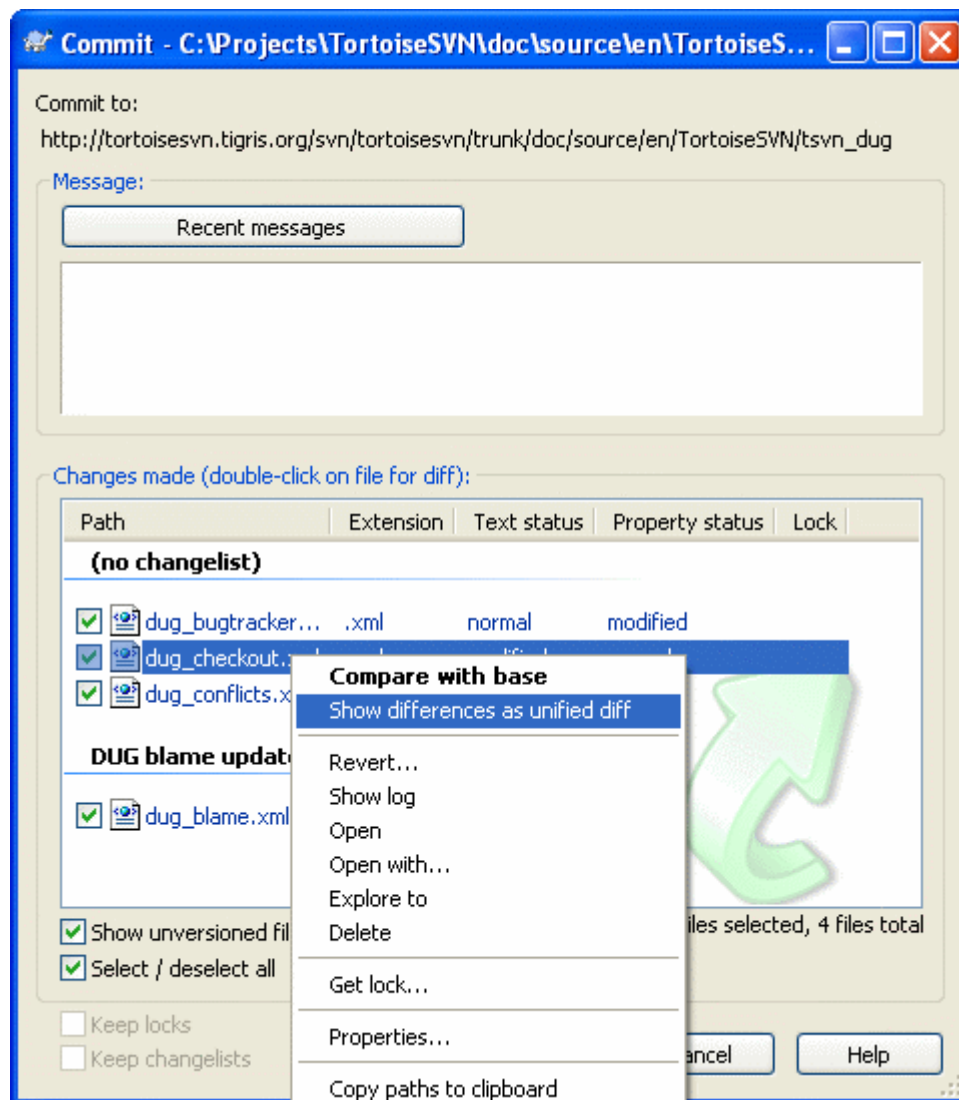 Commit - C:\Projects\TortoiseSVN\doc\source\en\TortoiseS...
Commit to:
http://tortoisesvn.tigris.org/svn/tortoisesvn/trunk/doc/source/en/TortoiseSVN/tsvn_dug
Message:
Recent messages
Changes made (double-click on file for diff):
Path Extension Text status Property status Lock
(no changelist)
dug_bugtracker... .xml normal modified
dug_checkout.
dug_conflicts.x
DUG blame updat
dug_blame.xml
Compare with base
Show differences as unified diff
Revert...
Show log
Open
Open with...
Explore to
Delete
Get lock...
Properties...
Copy paths to clipboard
Show unversioned fil
iles selected, 4 files total
Select / deselect all
Keep locks
Keep changelists
ancel
Help